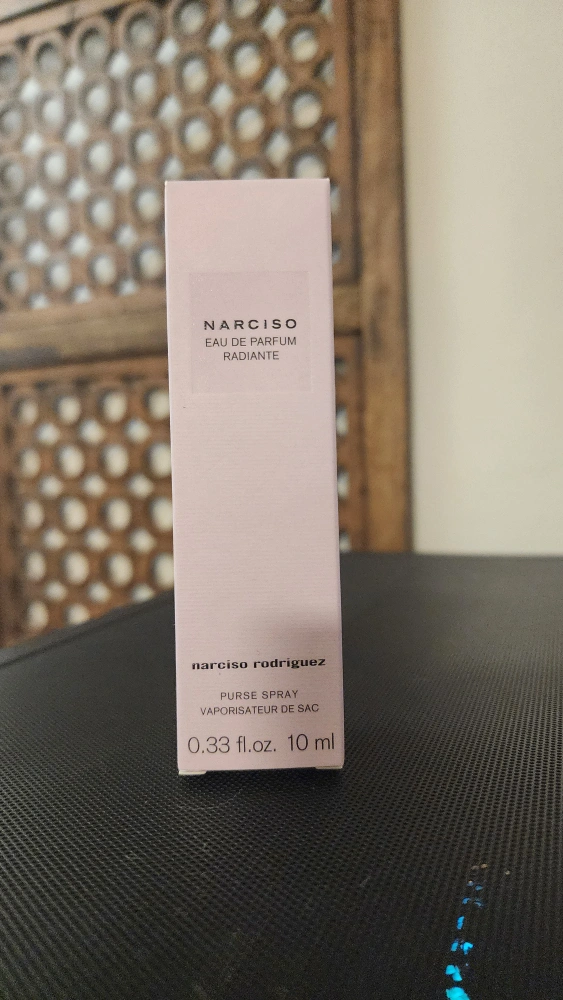 NARCISO
EAU DE PARFUM
RADIANTE
narciso rodriguez
PURSE SPRAY
VAPORISATEUR DE SAC
0.33 fl.oz. 10 ml